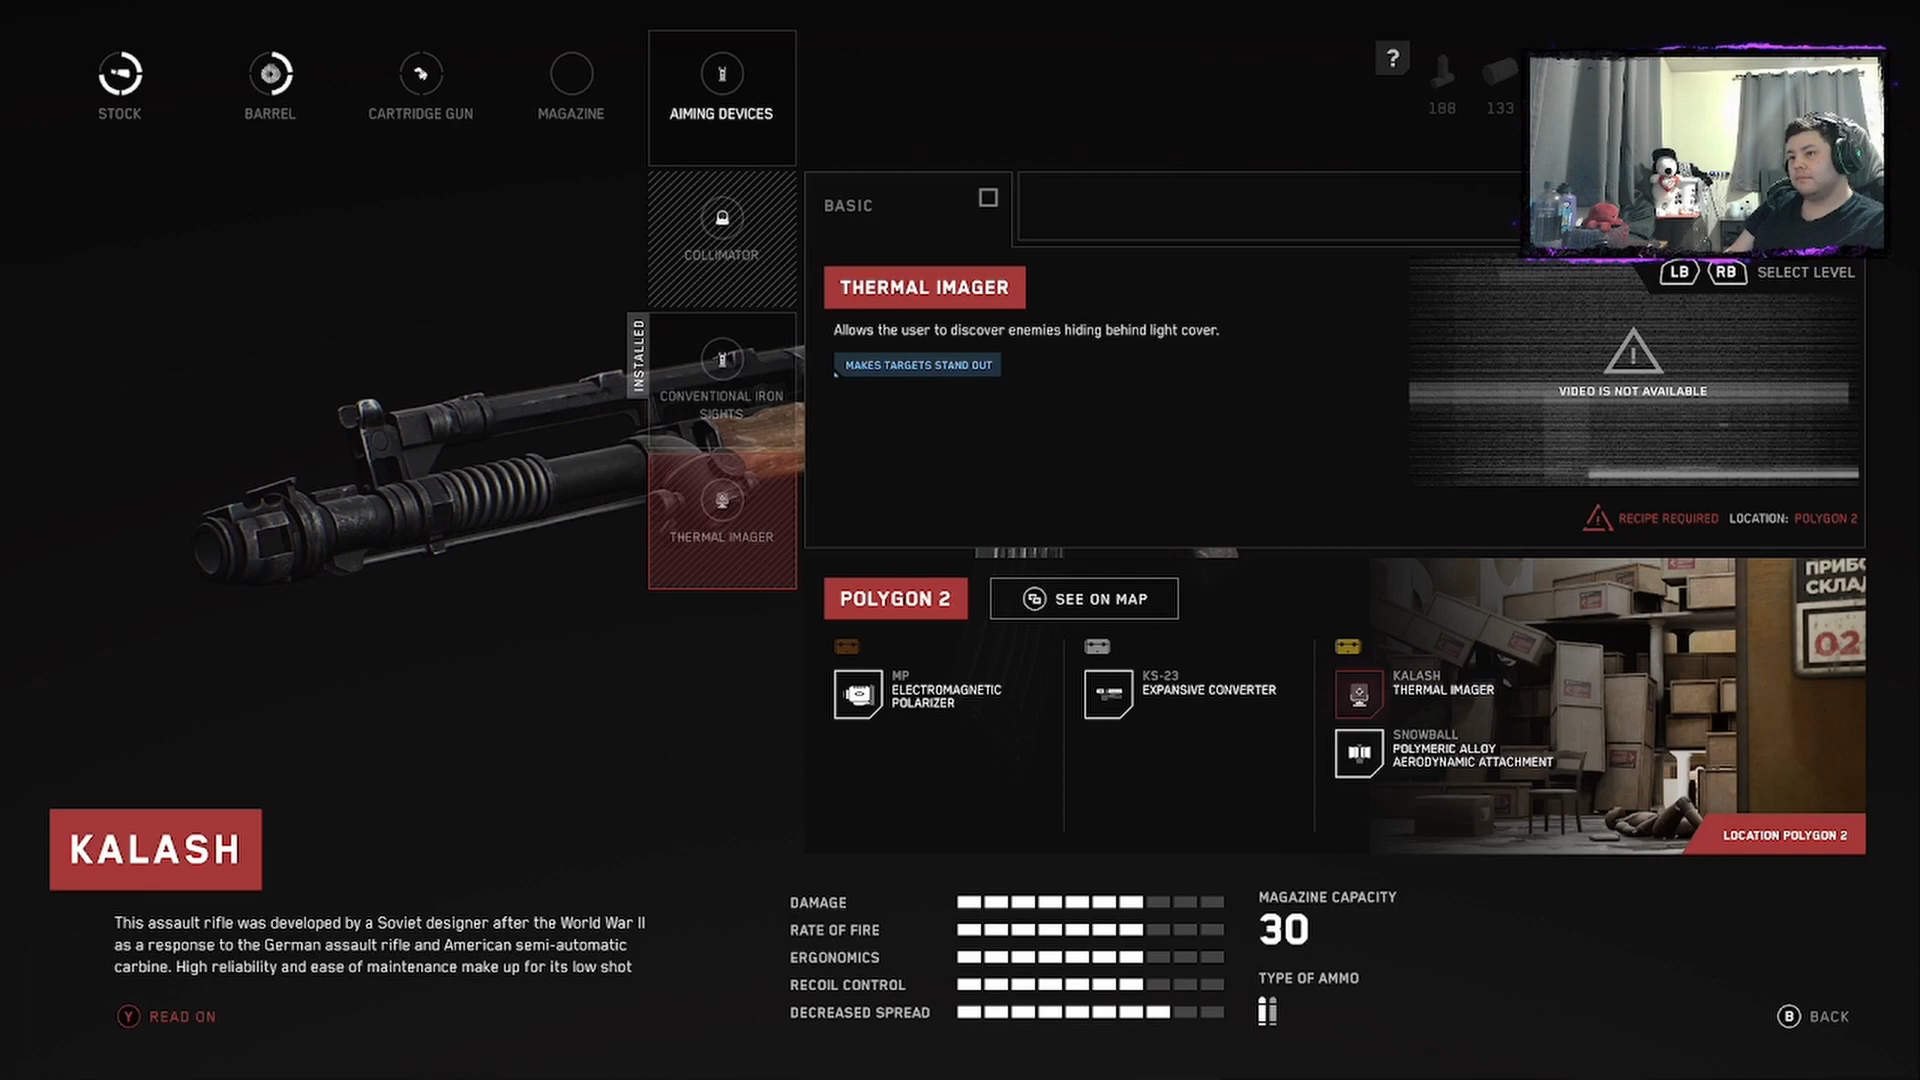 STOCK
BARREL
CARTRIDGE GUN
MAGAZINE
AIMING DEVICES
?
188
133
COLLIMATOR
INSTALLED
CONVENTIONAL IRON
SIGHTS
THERMAL IMAGER
BASIC
LB RB SELECT LEVEL
THERMAL IMAGER
Allows the user to discover enemies hiding behind light cover.
MAKES TARGETS STAND OUT
VIDEO IS NOT AVAILABLE
RECIPE REQUIRED LOCATION: POLYGON 2
POLYGON 2
SEE ON MAP
MP
ELECTROMAGNETIC
POLARIZER
KS-23
EXPANSIVE CONVERTER
KALASH
THERMAL IMAGER
SNOWBALL
POLYMERIC ALLOY
AERODYNAMIC ATTACHMENT
ПРИБО
СКЛАД
02
LOCATION POLYGON 2
KALASH
This assault rifle was developed by a Soviet designer after the World War II
as a response to the German assault rifle and American semi-automatic
carbine. High reliability and ease of maintenance make up for its low shot
Y READ ON
DAMAGE
RATE OF FIRE
ERGONOMICS
RECOIL CONTROL
DECREASED SPREAD
MAGAZINE CAPACITY
30
TYPE OF AMMO
B BACK